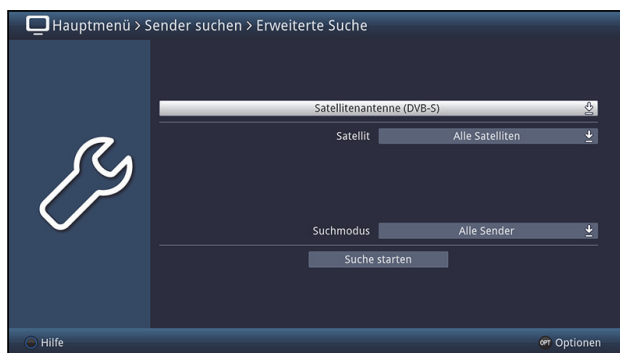 Hauptmenü > Sender suchen > Erweiterte Suche
Satellitenantenne (DVB-S)
Satellit Alle Satelliten
Suchmodus Alle Sender
Suche starten
Hilfe OPT Optionen